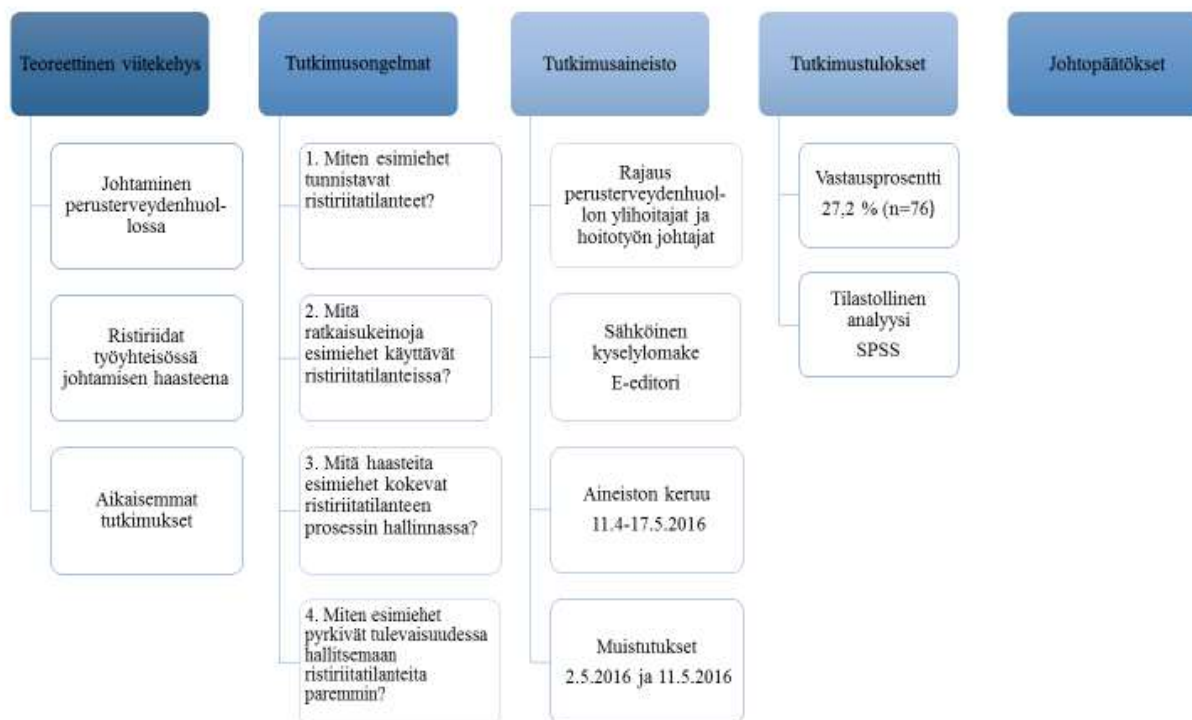 Teoreettinen viitekehys
Johtaminen
perusterveydenhuol-
lossa
Ristiriidat
työyhteisössä
johtamisen haasteena
Aikaisemmat
tutkimukset
Tutkimusongelmat
1. Miten esimiehet
tunnistavat
ristiriitatilanteet?
2. Mitä
ratkaisukeinoja
esimiehet käyttävät
ristiriitatilanteissa?
3. Mitä haasteita
esimiehet kokevat
ristiriitatilanteen
prosessin hallinnassa?
4. Miten esimiehet
pyrkivät tulevaisuudessa
hallitsemaan
ristiriitatilanteita
paremmin?
Tutkimusaineisto
Rajaus
perusterveydenhuol-
lon ylihoitajat ja
hoitotyön johtajat
Sähköinen
kyselylomake
E-editori
Aineiston keruu
11.4-17.5.2016
Muistutukset
2.5.2016 ja 11.5.2016
Tutkimustulokset
Vastausprosentti
27,2 % (n=76)
Tilastollinen
analyysi
SPSS
Johtopäätökset